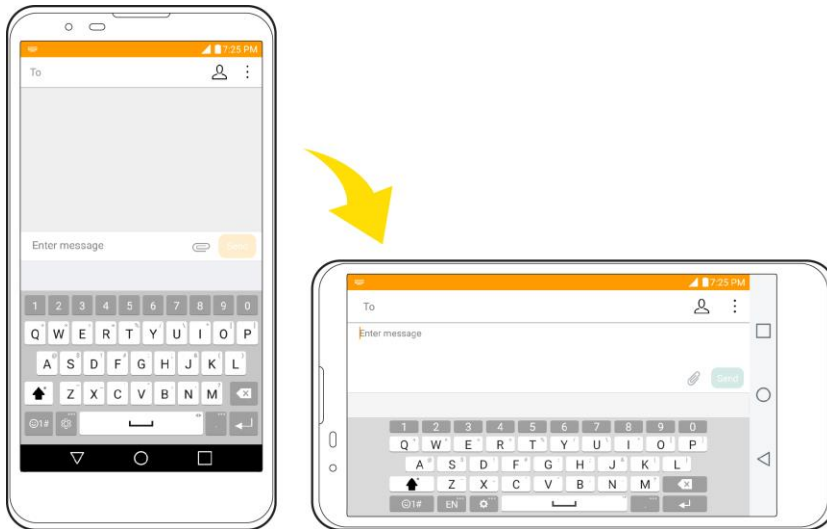 7:25 PM
To
Enter message
Send
1 2 3 4 5 6 7 8 9 0
Q W E R T Y U I O P
A S D F G H J K L
Z X C V B N M
1#
7:25 PM
To
Enter message
Send
1 2 3 4 5 6 7 8 9 0
Q W E R T Y U I O P
A S D F G H J K L
Z X C V B N M
1# EN